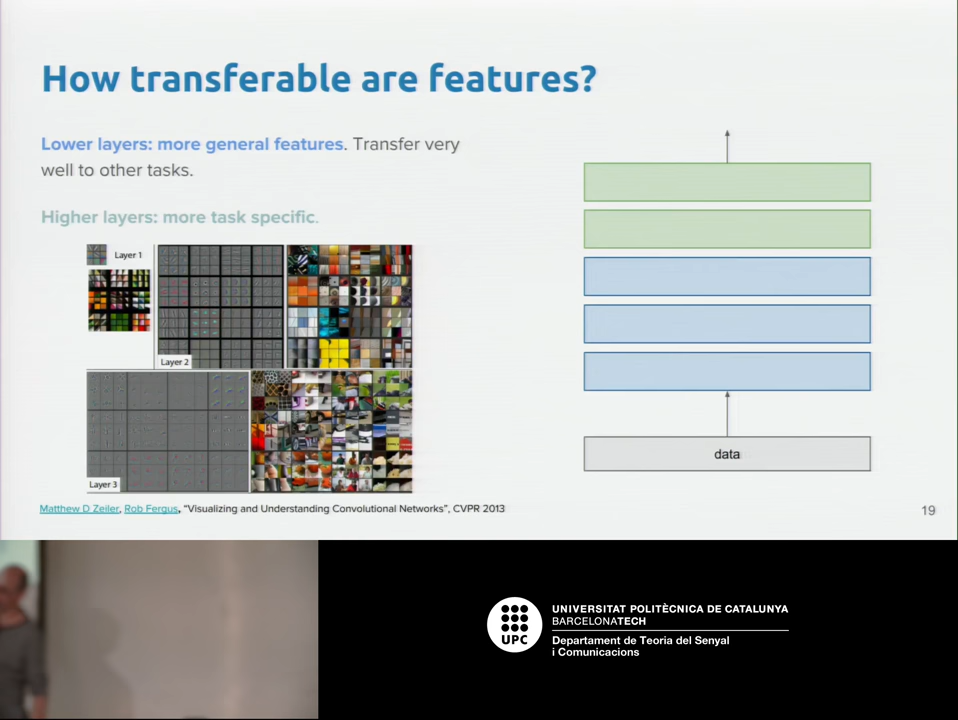 How transferable are features?
Lower layers: more general features. Transfer very
well to other tasks.
Higher layers: more task specific.
Layer 1
Layer 2
Layer 3
data
Matthew D Zeiler, Rob Fergus, “Visualizing and Understanding Convolutional Networks”, CVPR 2013
19
UPC
UNIVERSITAT POLITÈCNICA DE CATALUNYA
BARCELONATECH
Departament de Teoria del Senyal
i Comunicacions